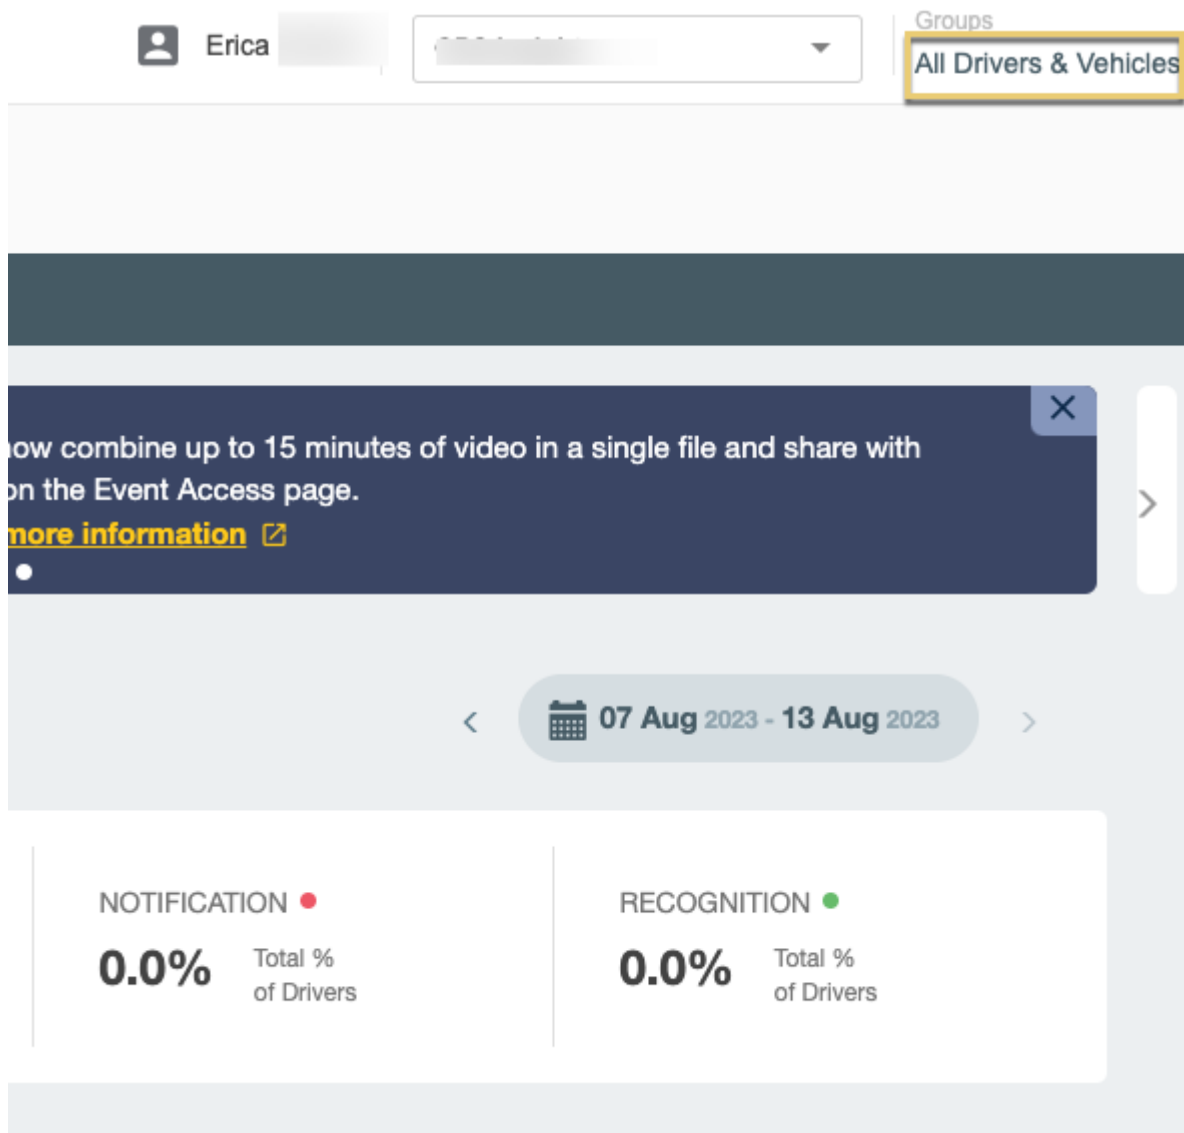 Erica
Groups
All Drivers & Vehicles
now combine up to 15 minutes of video in a single file and share with
on the Event Access page.
more information
07 Aug 2023 - 13 Aug 2023
NOTIFICATION
RECOGNITION
0.0% Total %
of Drivers
0.0% Total %
of Drivers